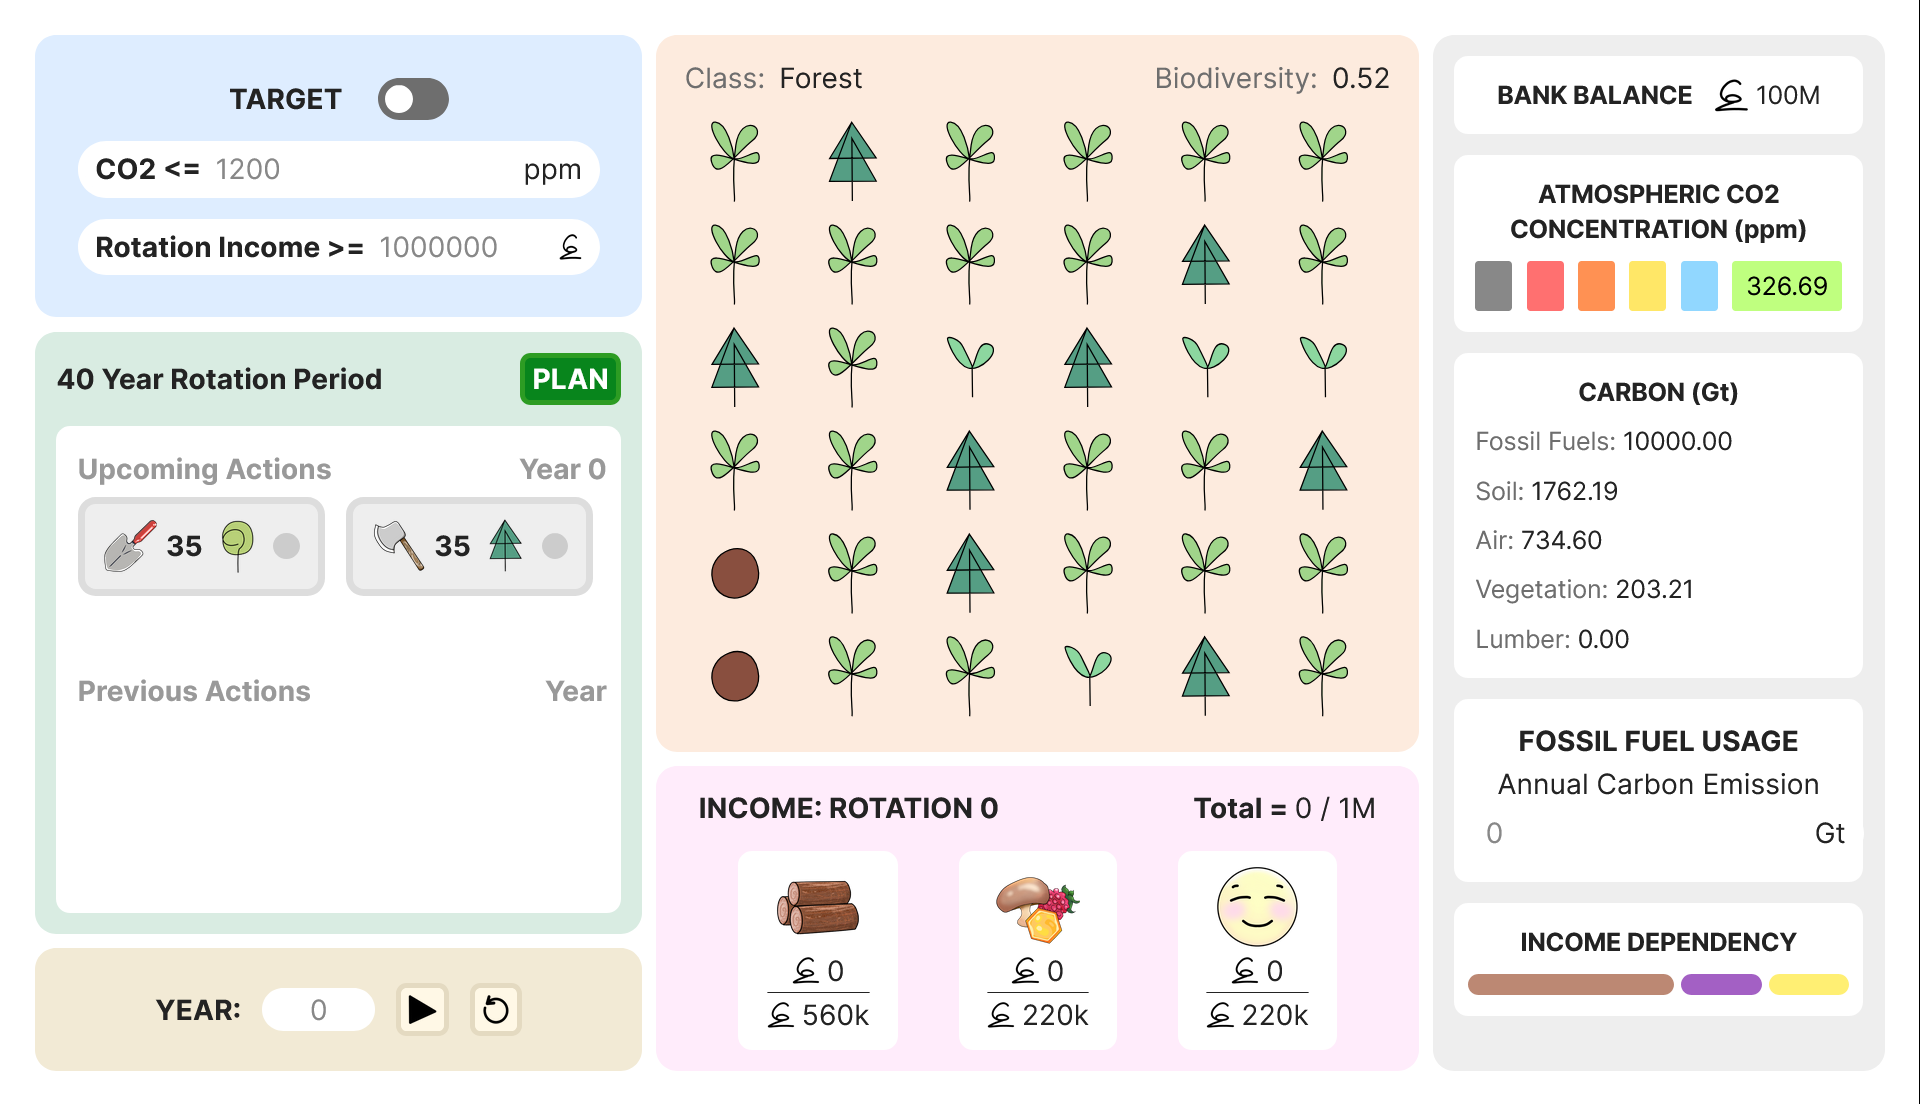 TARGET
CO2 <= 1200 ppm
Rotation Income >= 1000000
40 Year Rotation Period PLAN
Upcoming Actions Year 0
35 35
Previous Actions Year
YEAR: 0
Class: Forest Biodiversity: 0.52
INCOME: ROTATION 0 Total = 0 / 1M
0 0 0
560k 220k 220k
BANK BALANCE 100M
ATMOSPHERIC CO2
CONCENTRATION (ppm)
326.69
CARBON (Gt)
Fossil Fuels: 10000.00
Soil: 1762.19
Air: 734.60
Vegetation: 203.21
Lumber: 0.00
FOSSIL FUEL USAGE
Annual Carbon Emission
0 Gt
INCOME DEPENDENCY